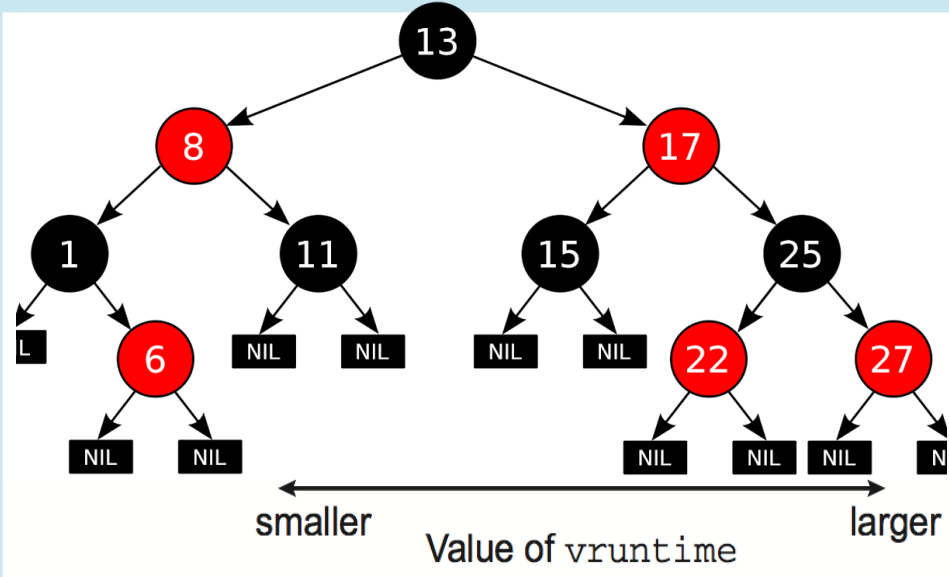 13
8
17
1
11
15
25
L
6
NIL
NIL
NIL
NIL
22
27
NIL
NIL
NIL
NIL
NIL
N
smaller
larger
Value of vruntime